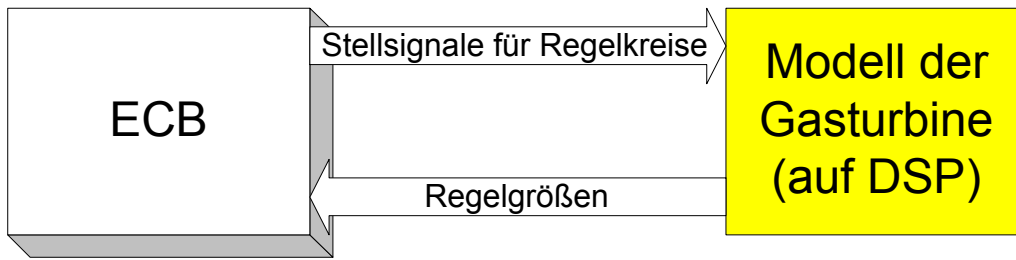 ECB
Stellsignale für Regelkreise
Regelgrößen
Modell der
Gasturbine
(auf DSP)